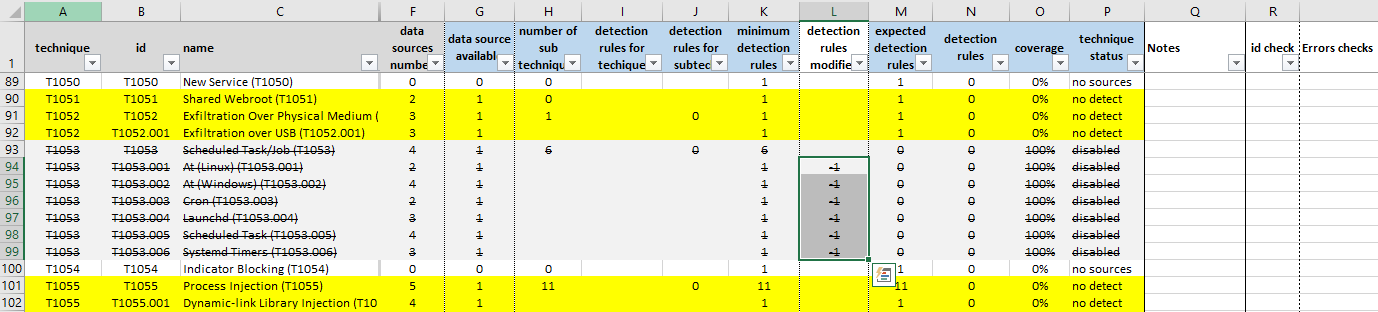 A B C F G H I J K L M N O P Q R S
1 technique id name data sources numbe data source availabl number of sub techniqu detection rules for techique detection rules for subtec minimum detection rules detection rules modifie expected detection rules detection rules coverage technique status Notes id check Errors checks
89 T1050 T1050 New Service (T1050) 0 0 0 1 1 0 0% no sources
90 T1051 T1051 Shared Webroot (T1051) 2 1 0 1 1 0 0% no detect
91 T1052 T1052 Exfiltration Over Physical Medium ( 3 1 1 0 1 1 0 0% no detect
92 T1052 T1052.001 Exfiltration over USB (T1052.001) 3 1 1 1 0 0% no detect
93 T1053 T1053 Scheduled Task/Job (T1053) 4 1 6 0 6 0 0 100% disabled
94 T1053 T1053.001 At (Linux) (T1053.001) 2 1 1 -1 0 0 100% disabled
95 T1053 T1053.002 At (Windows) (T1053.002) 4 1 1 -1 0 0 100% disabled
96 T1053 T1053.003 Cron (T1053.003) 2 1 1 -1 0 0 100% disabled
97 T1053 T1053.004 Launchd (T1053.004) 3 1 1 -1 0 0 100% disabled
98 T1053 T1053.005 Scheduled Task (T1053.005) 4 1 1 -1 0 0 100% disabled
99 T1053 T1053.006 Systemd Timers (T1053.006) 3 1 1 -1 0 0 100% disabled
100 T1054 T1054 Indicator Blocking (T1054) 0 0 0 1 1 0 0% no sources
101 T1055 T1055 Process Injection (T1055) 5 1 11 0 11 11 0 0% no detect
102 T1055 T1055.001 Dynamic-link Library Injection (T10 4 1 1 1 0 0% no detect